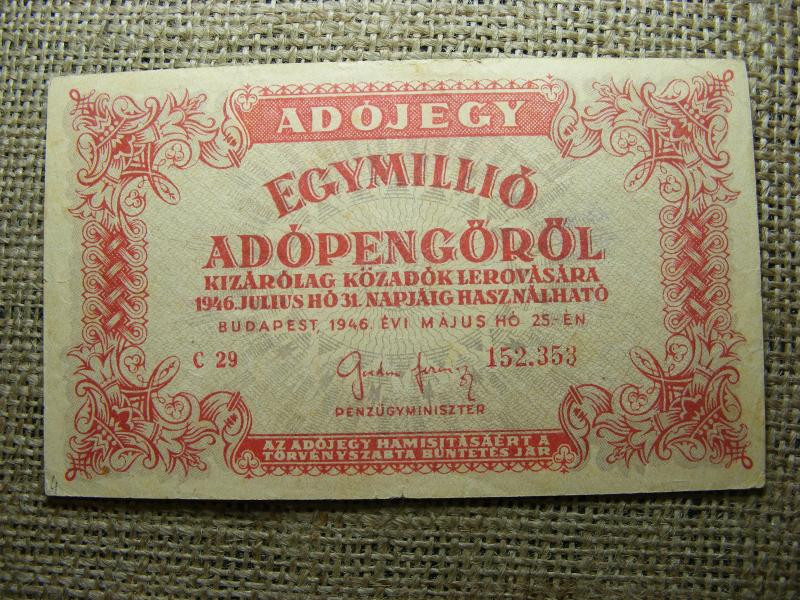 ADÓJEGY
EGYMILLIÓ
ADÓPENGŐRŐL
KIZÁRÓLAG KÖZADÓK LEROVÁSÁRA
1946. JULIUS HÓ 31. NAPJÁIG HASZNÁLHATÓ
BUDAPEST, 1946. ÉVI MÁJUS HÓ 25.-ÉN
C 29 152.353
PÉNZÜGYMINISZTER
AZ ADÓJEGY HAMISITÁSÁÉRT A
TÖRVÉNYSZABTA BÜNTETÉS JÁR